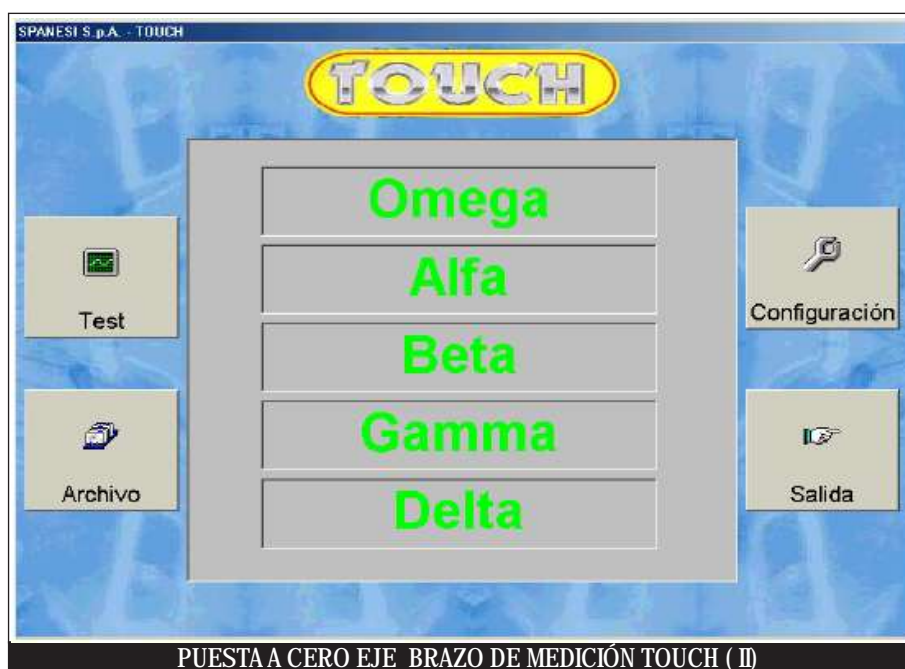 SPANESI S.p.A. - TOUCH
TOUCH
Omega
Alfa
Beta
Gamma
Delta
Test
Archivo
Configuración
Salida
PUESTA A CERO EJE BRAZO DE MEDICIÓN TOUCH ( II)